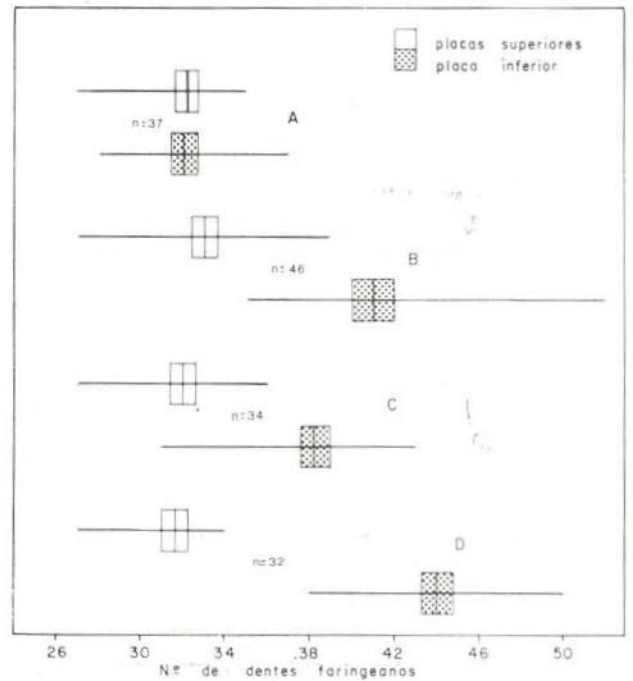 placas superiores
placa inferior
n=37
A
n=46
B
n=34
C
n=32
D
26 30 34 38 42 46 50
Nº de dentes faringeanos